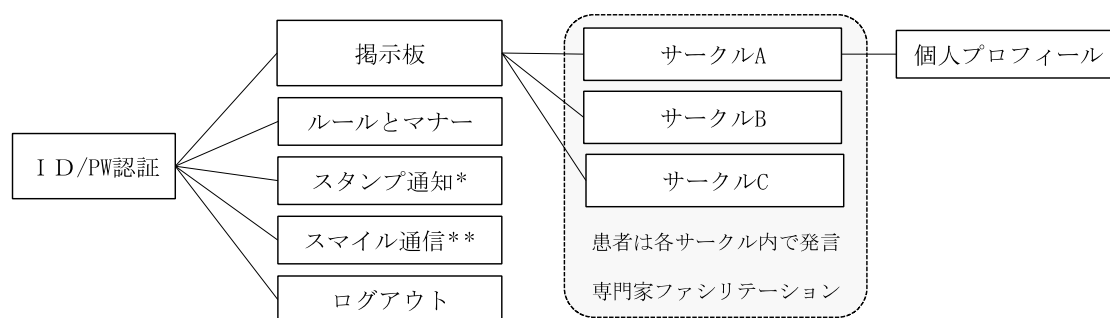 ＩＤ/PW認証
掲示板
ルールとマナー
スタンプ通知*
スマイル通信**
ログアウト
サークルA
サークルB
サークルC
患者は各サークル内で発言
専門家ファシリテーション
個人プロフィール